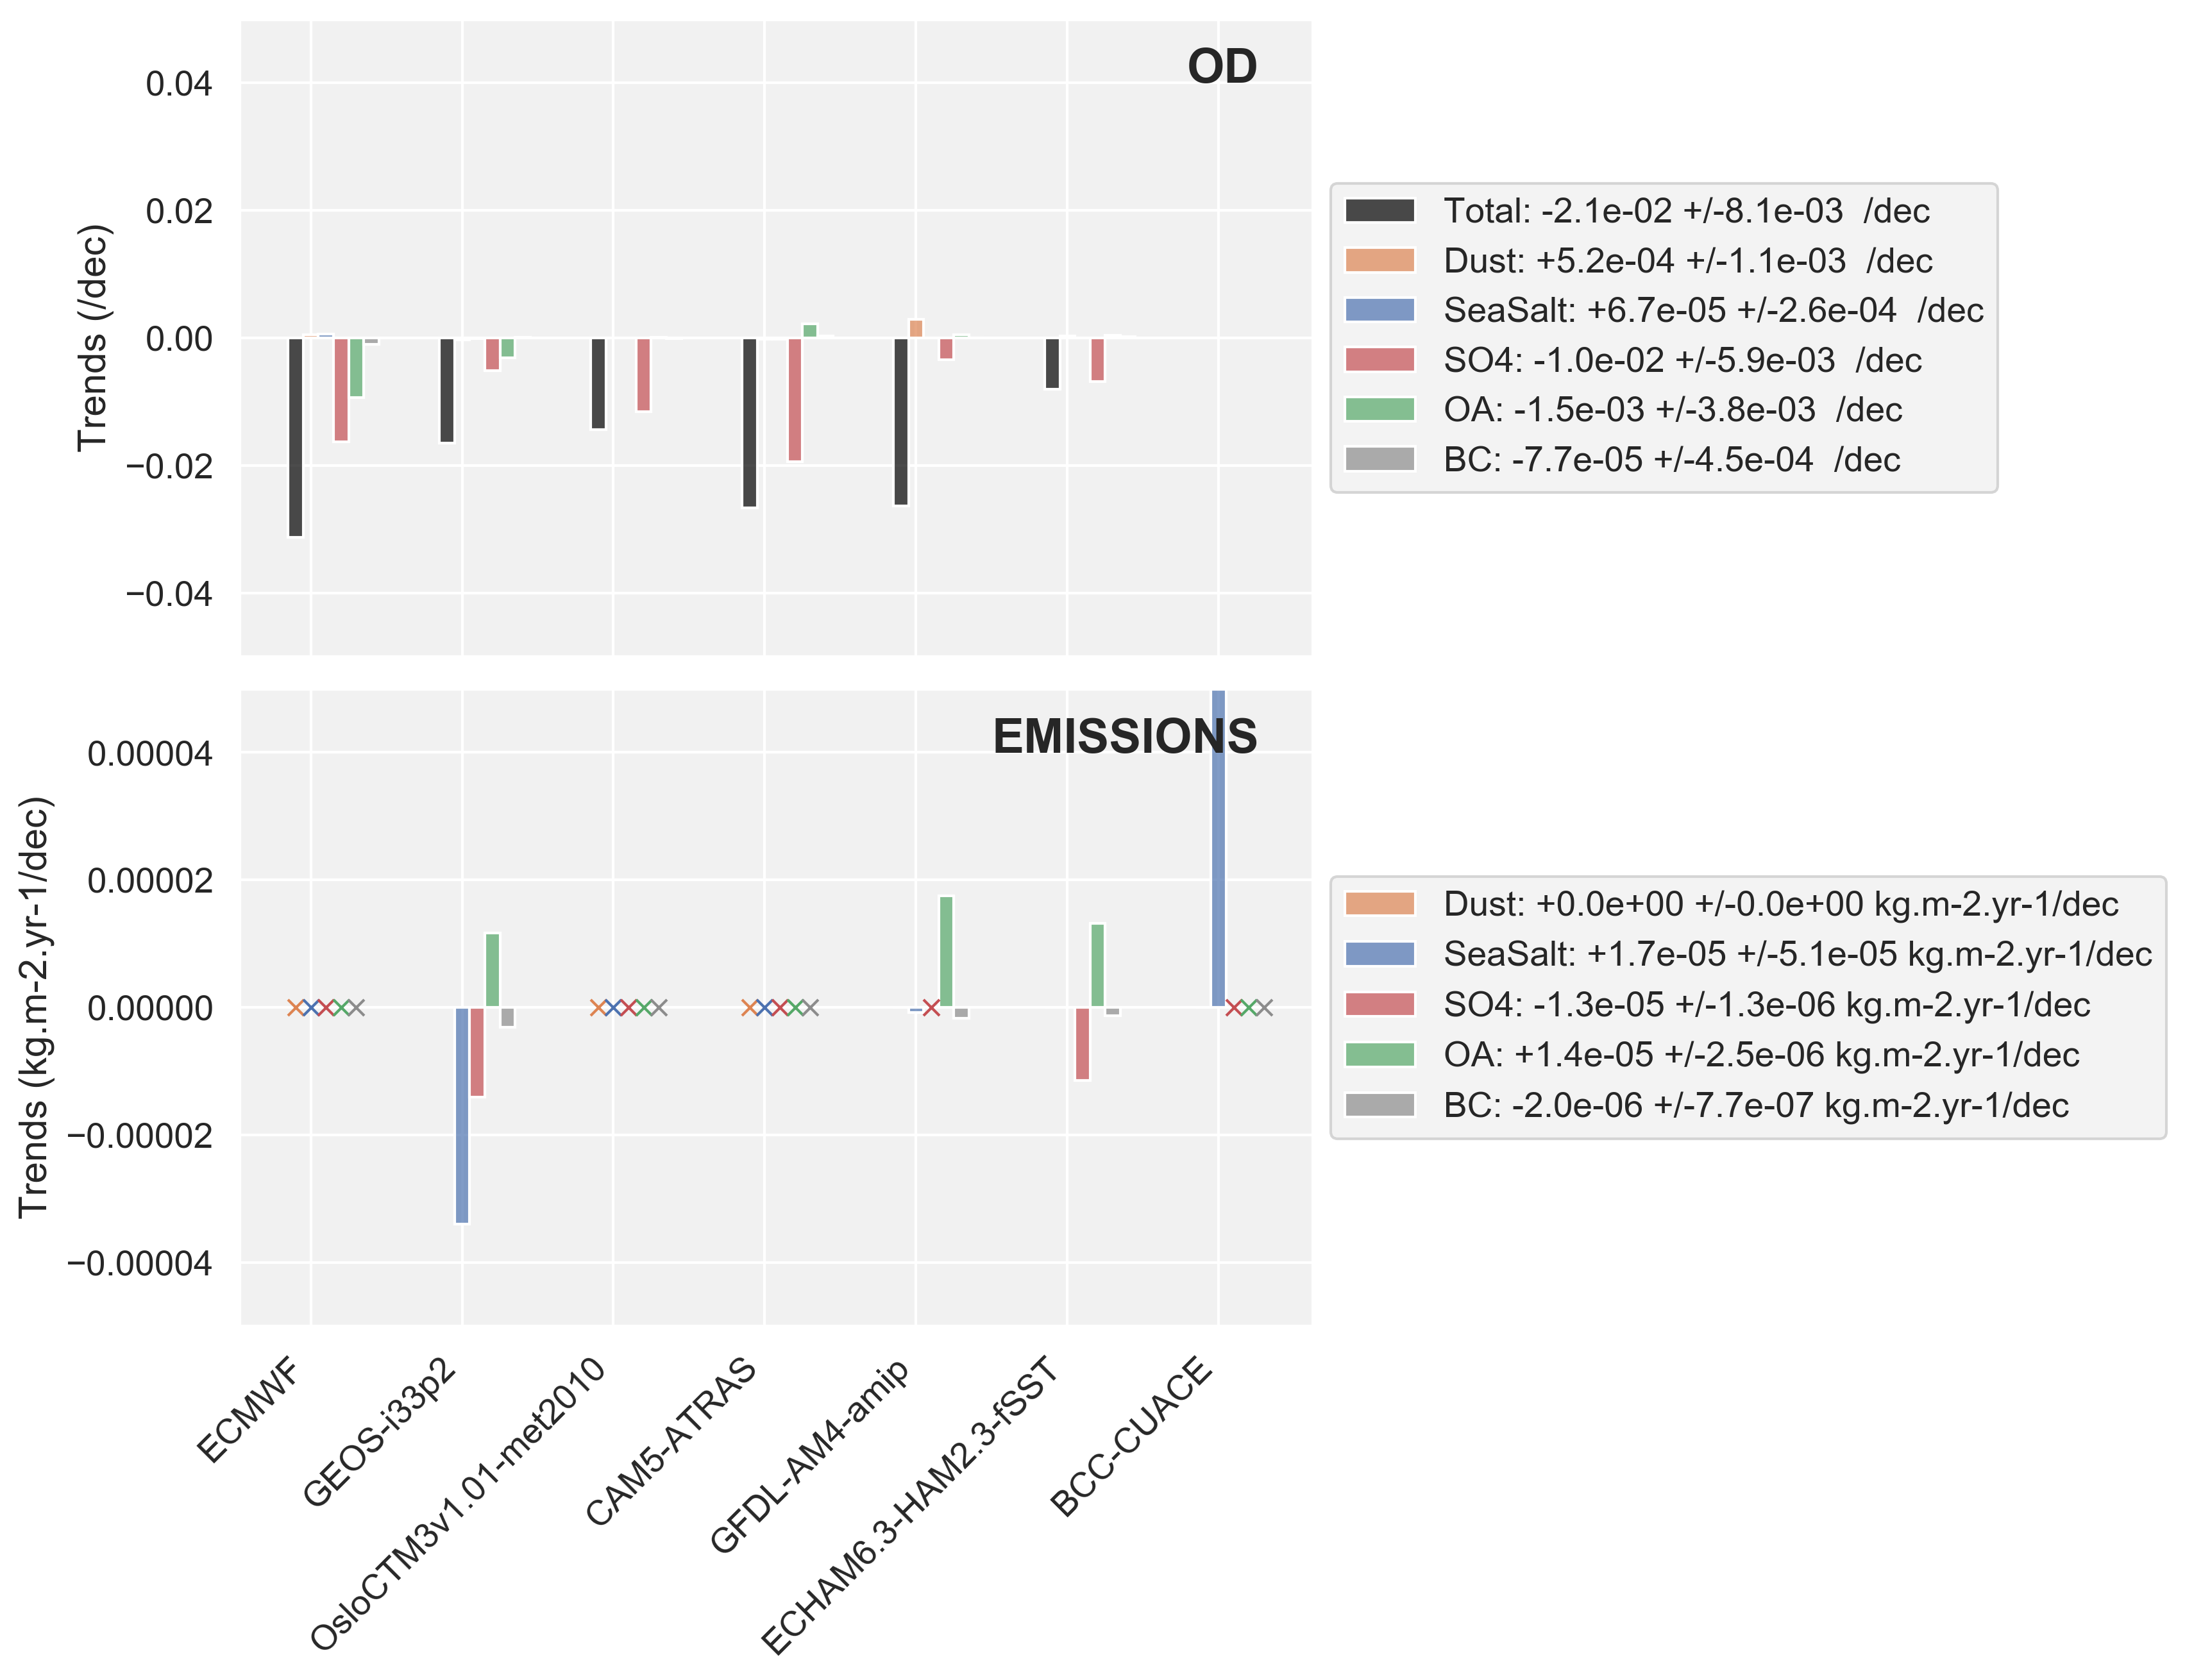 OD
0.04
0.02
0.00
−0.02
−0.04
Trends (/dec)
Total: -2.1e-02 +/-8.1e-03 /dec
Dust: +5.2e-04 +/-1.1e-03 /dec
SeaSalt: +6.7e-05 +/-2.6e-04 /dec
SO4: -1.0e-02 +/-5.9e-03 /dec
OA: -1.5e-03 +/-3.8e-03 /dec
BC: -7.7e-05 +/-4.5e-04 /dec
EMISSIONS
0.00004
0.00002
0.00000
−0.00002
−0.00004
Trends (kg.m-2.yr-1/dec)
Dust: +0.0e+00 +/-0.0e+00 kg.m-2.yr-1/dec
SeaSalt: +1.7e-05 +/-5.1e-05 kg.m-2.yr-1/dec
SO4: -1.3e-05 +/-1.3e-06 kg.m-2.yr-1/dec
OA: +1.4e-05 +/-2.5e-06 kg.m-2.yr-1/dec
BC: -2.0e-06 +/-7.7e-07 kg.m-2.yr-1/dec
ECMWF
GEOS-i33p2
OsloCTM3v1.01-met2010
CAM5-ATRAS
GFDL-AM4-amip
ECHAM6.3-HAM2.3-fSST
BCC-CUACE